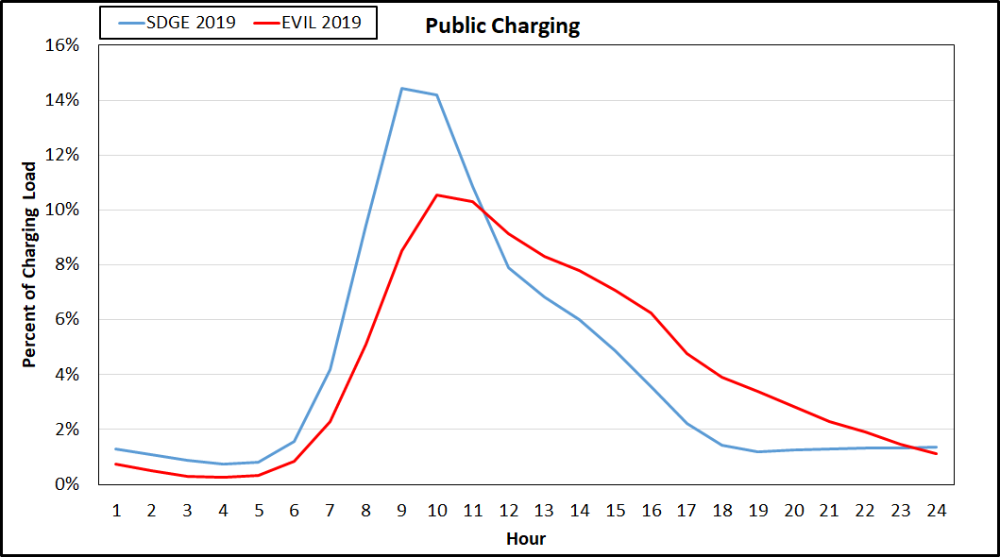 SDGE 2019 EVIL 2019
Public Charging
16%
14%
12%
10%
8%
6%
4%
2%
0%
Percent of Charging Load
1 2 3 4 5 6 7 8 9 10 11 12 13 14 15 16 17 18 19 20 21 22 23 24
Hour